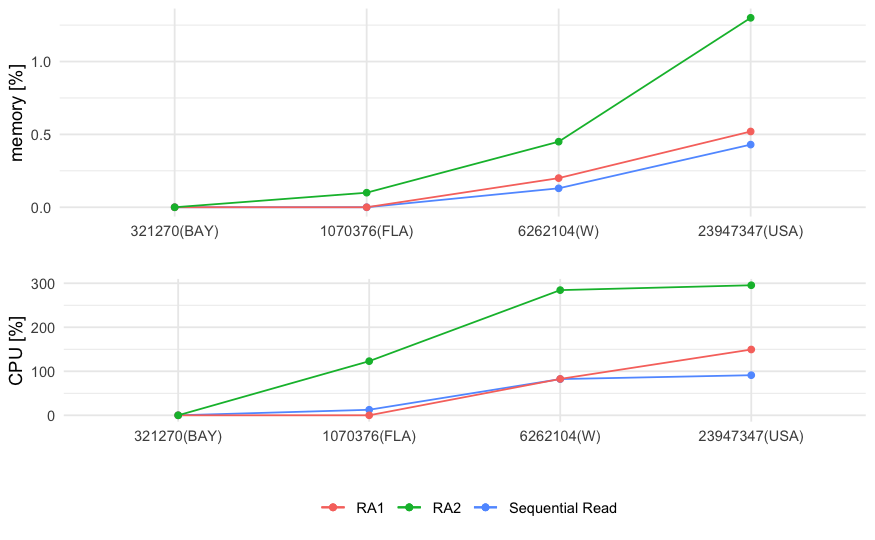 memory [%]
1.0
0.5
0.0
321270(BAY) 1070376(FLA) 6262104(W) 23947347(USA)
CPU [%]
300
200
100
0
321270(BAY) 1070376(FLA) 6262104(W) 23947347(USA)
RA1 RA2 Sequential Read